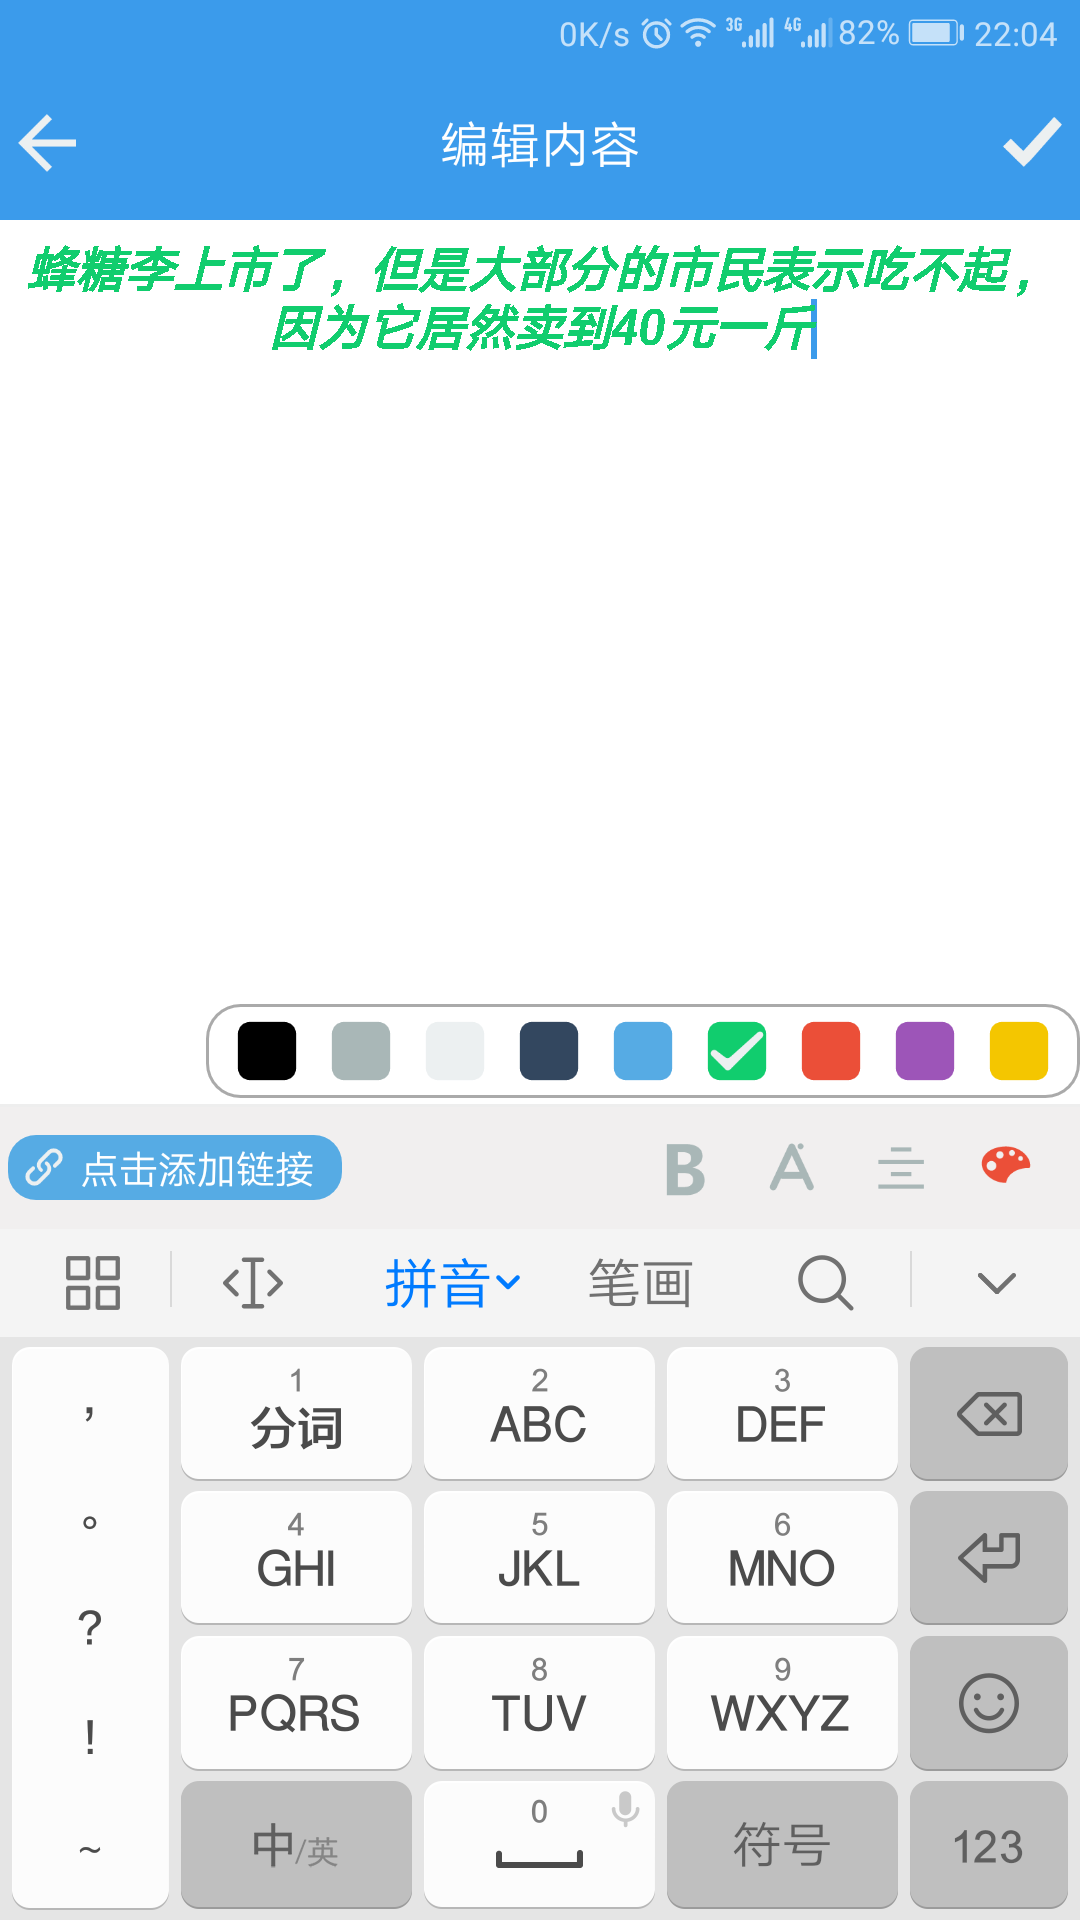 0K/s 3G 4G 82% 22:04
编辑内容
蜂糖李上市了，但是大部分的市民表示吃不起，
因为它居然卖到40元一斤
点击添加链接 B A
拼音 笔画
，
。
?
!
~
1
分词
2
ABC
3
DEF
4
GHI
5
JKL
6
MNO
7
PQRS
8
TUV
9
WXYZ
中/英
0
符号
123